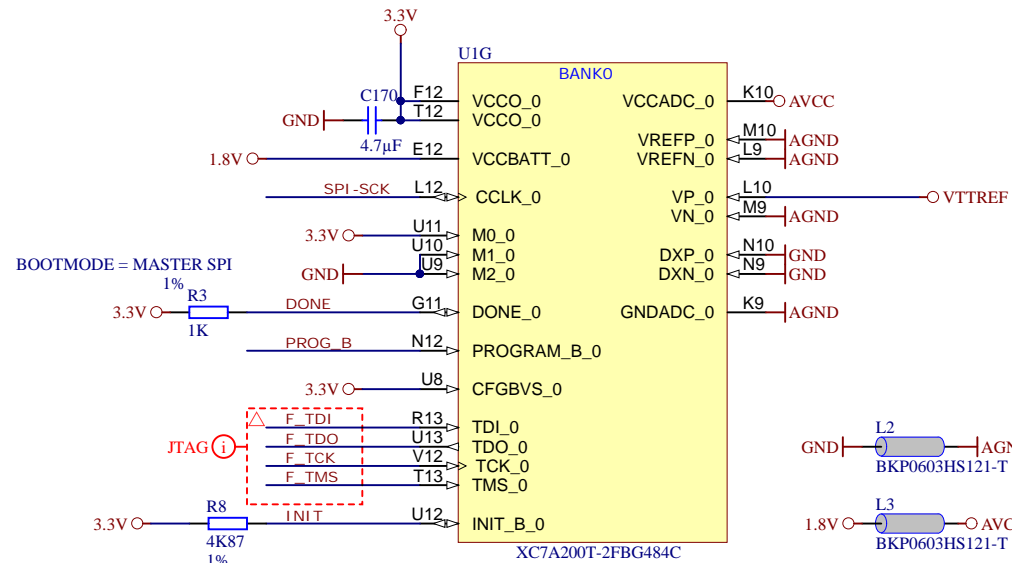 3.3V
U1G
BANK0
C170
GND
4.7µF
F12 VCCO_0
T12 VCCO_0
1.8V E12 VCCBATT_0
SPI-SCK L12 CCLK_0
3.3V U11 M0_0
U10 M1_0
GND U9 M2_0
BOOTMODE = MASTER SPI
1%
R3
3.3V DONE G11 DONE_0
1K
PROG_B N12 PROGRAM_B_0
3.3V U8 CFGBVS_0
JTAG i
F_TDI R13 TDI_0
F_TDO U13 TDO_0
F_TCK V12 TCK_0
F_TMS T13 TMS_0
R8
3.3V INIT U12 INIT_B_0
4K87
1%
VCCADC_0 K10 AVCC
VREFP_0 M10 AGND
VREFN_0 L9 AGND
VP_0 L10 VTTREF
VN_0 M9 AGND
DXP_0 N10 GND
DXN_0 N9 GND
GNDADC_0 K9 AGND
XC7A200T-2FBG484C
L2
GND
BKP0603HS121-T
L3
1.8V
BKP0603HS121-T